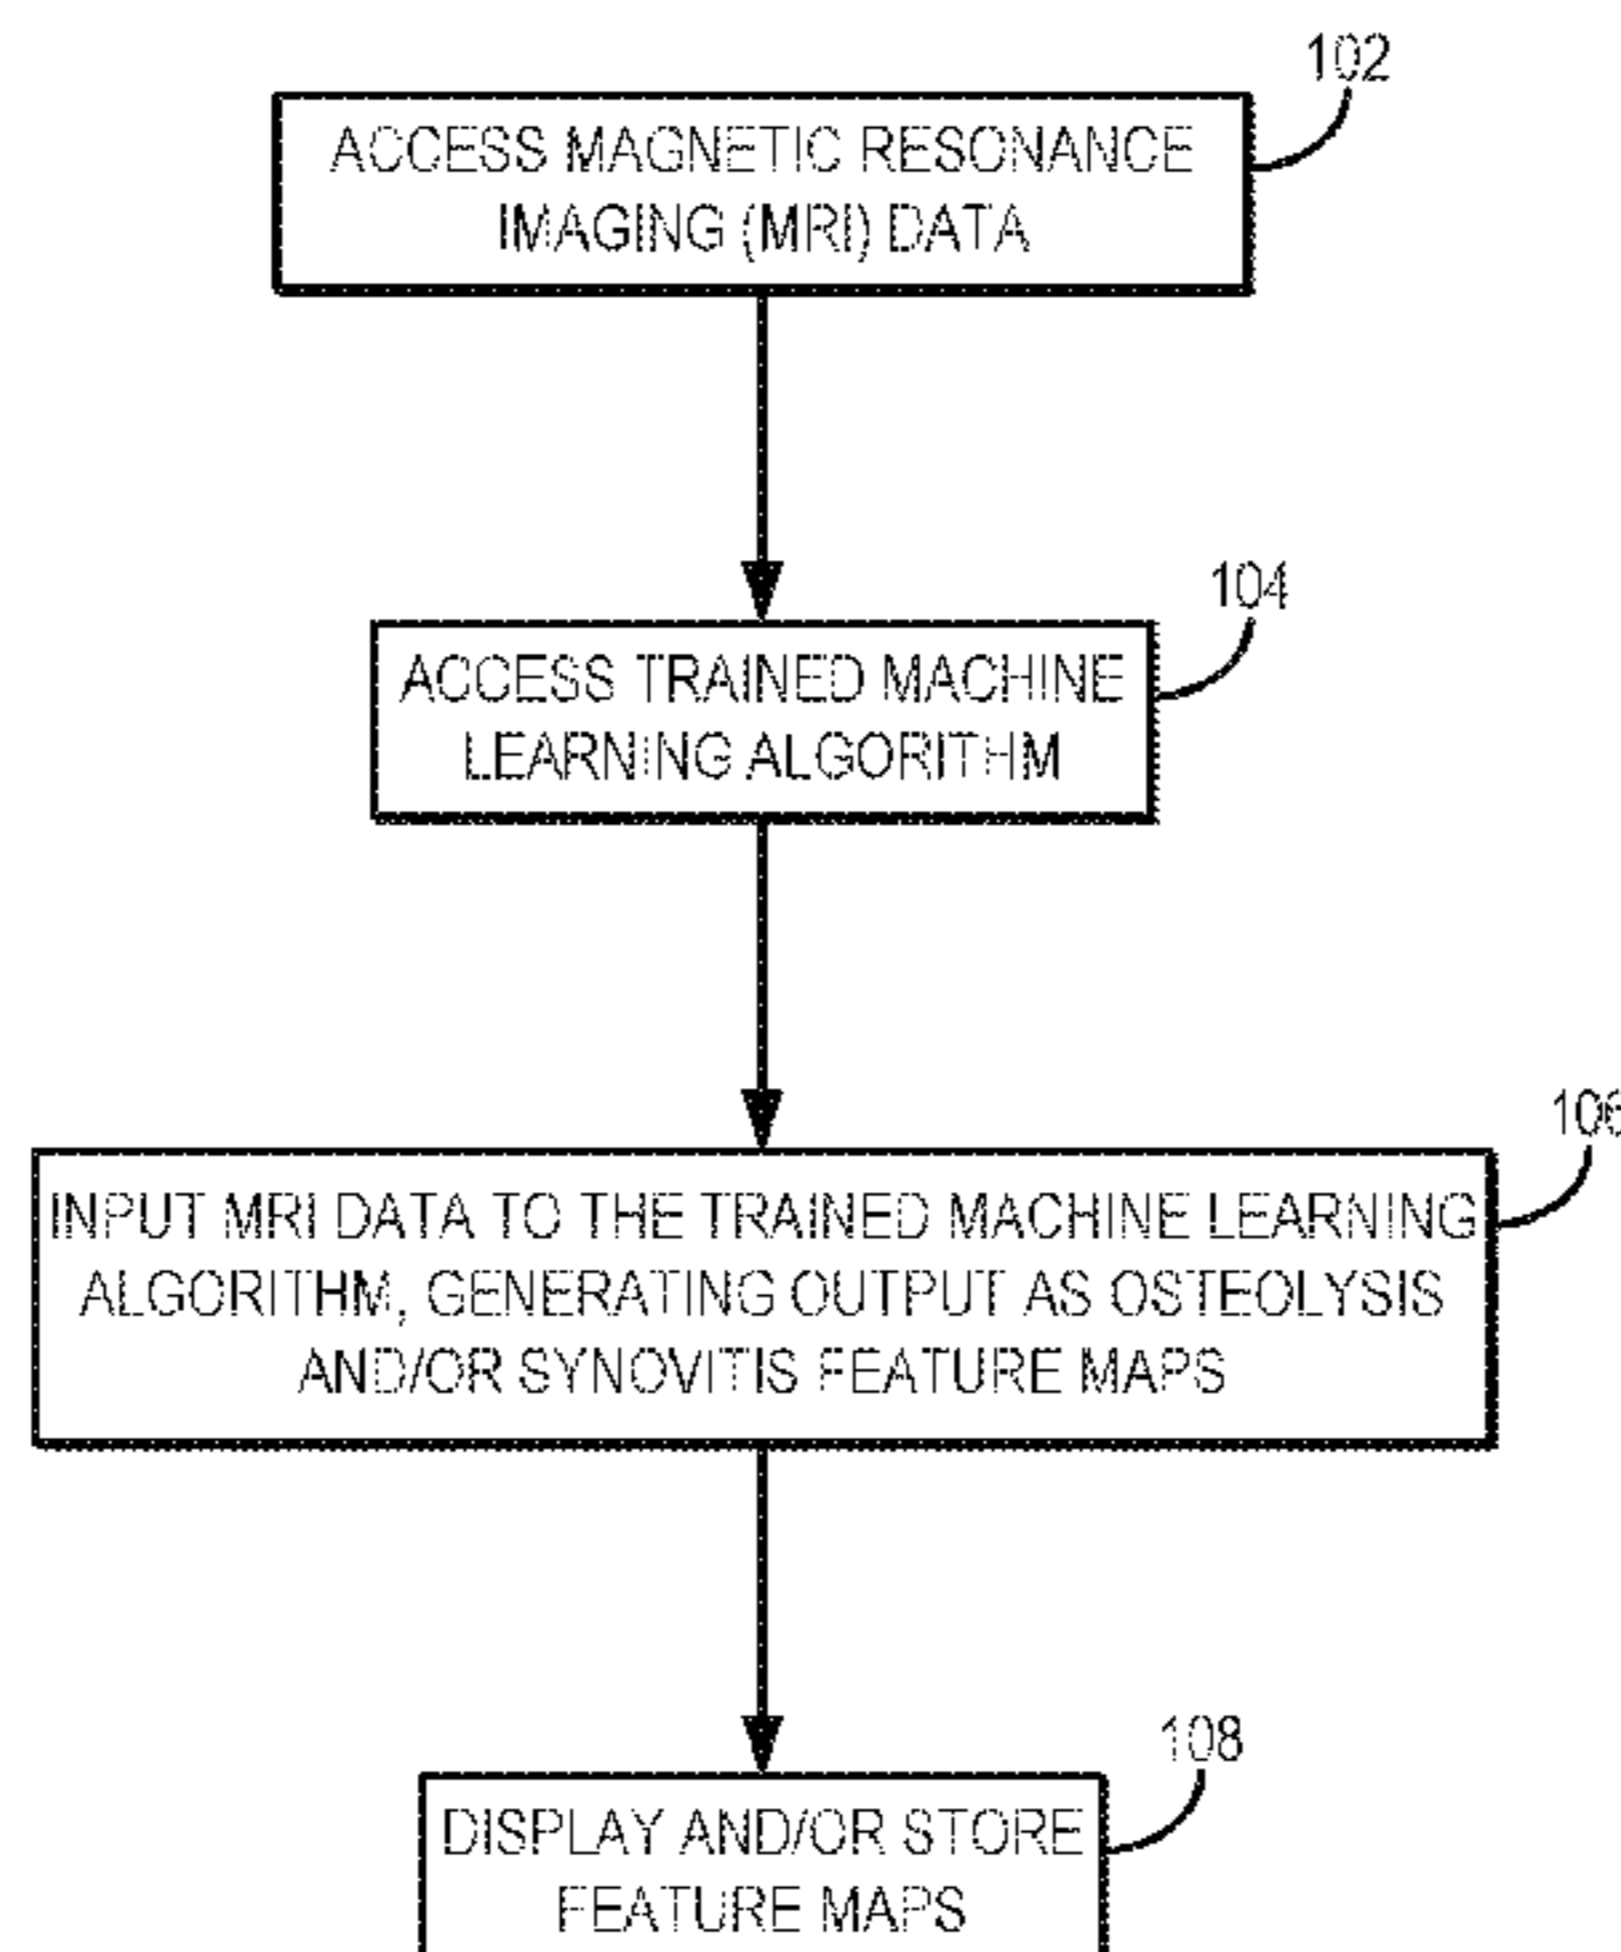 102
ACCESS MAGNETIC RESONANCE
IMAGING (MRI) DATA
104
ACCESS TRAINED MACHINE
LEARNING ALGORITHM
106
INPUT MRI DATA TO THE TRAINED MACHINE LEARNING
ALGORITHM, GENERATING OUTPUT AS OSTEOLYSIS
AND/OR SYNOVITIS FEATURE MAPS
108
DISPLAY AND/OR STORE
FEATURE MAPS